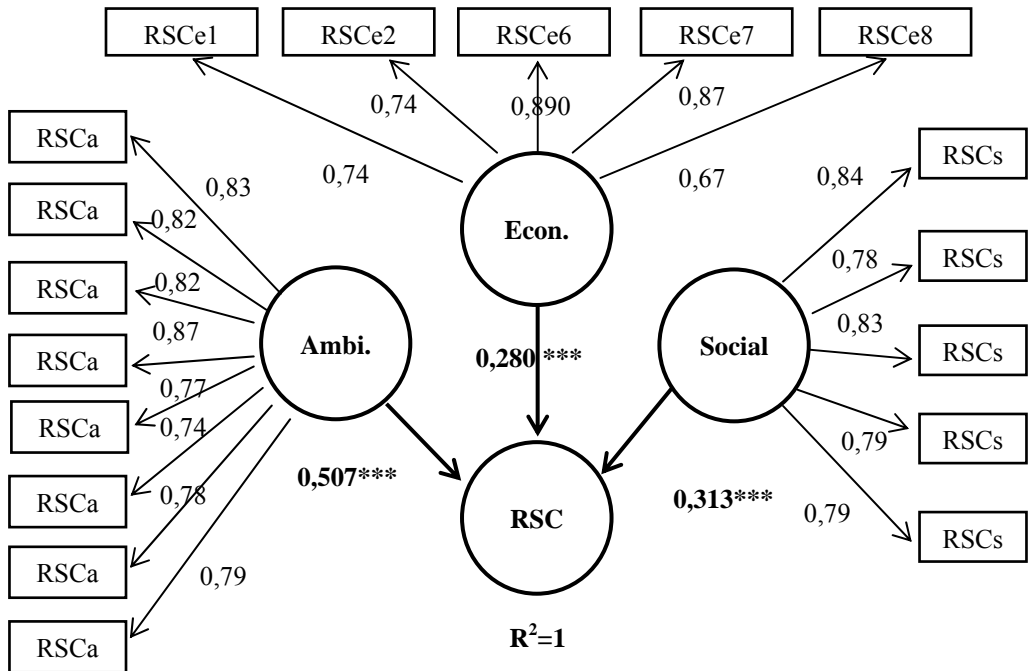 RSCe1
RSCe2
RSCe6
RSCe7
RSCe8
0,74
0,74
0,890
0,87
0,67
Econ.
RSCa
RSCa
RSCa
RSCa
RSCa
RSCa
RSCa
RSCa
0,83
0,82
0,82
0,87
0,77
0,74
0,78
0,79
Ambi.
RSCs
RSCs
RSCs
RSCs
RSCs
0,84
0,78
0,83
0,79
0,79
Social
0,280 ***
0,507***
0,313***
RSC
R²=1